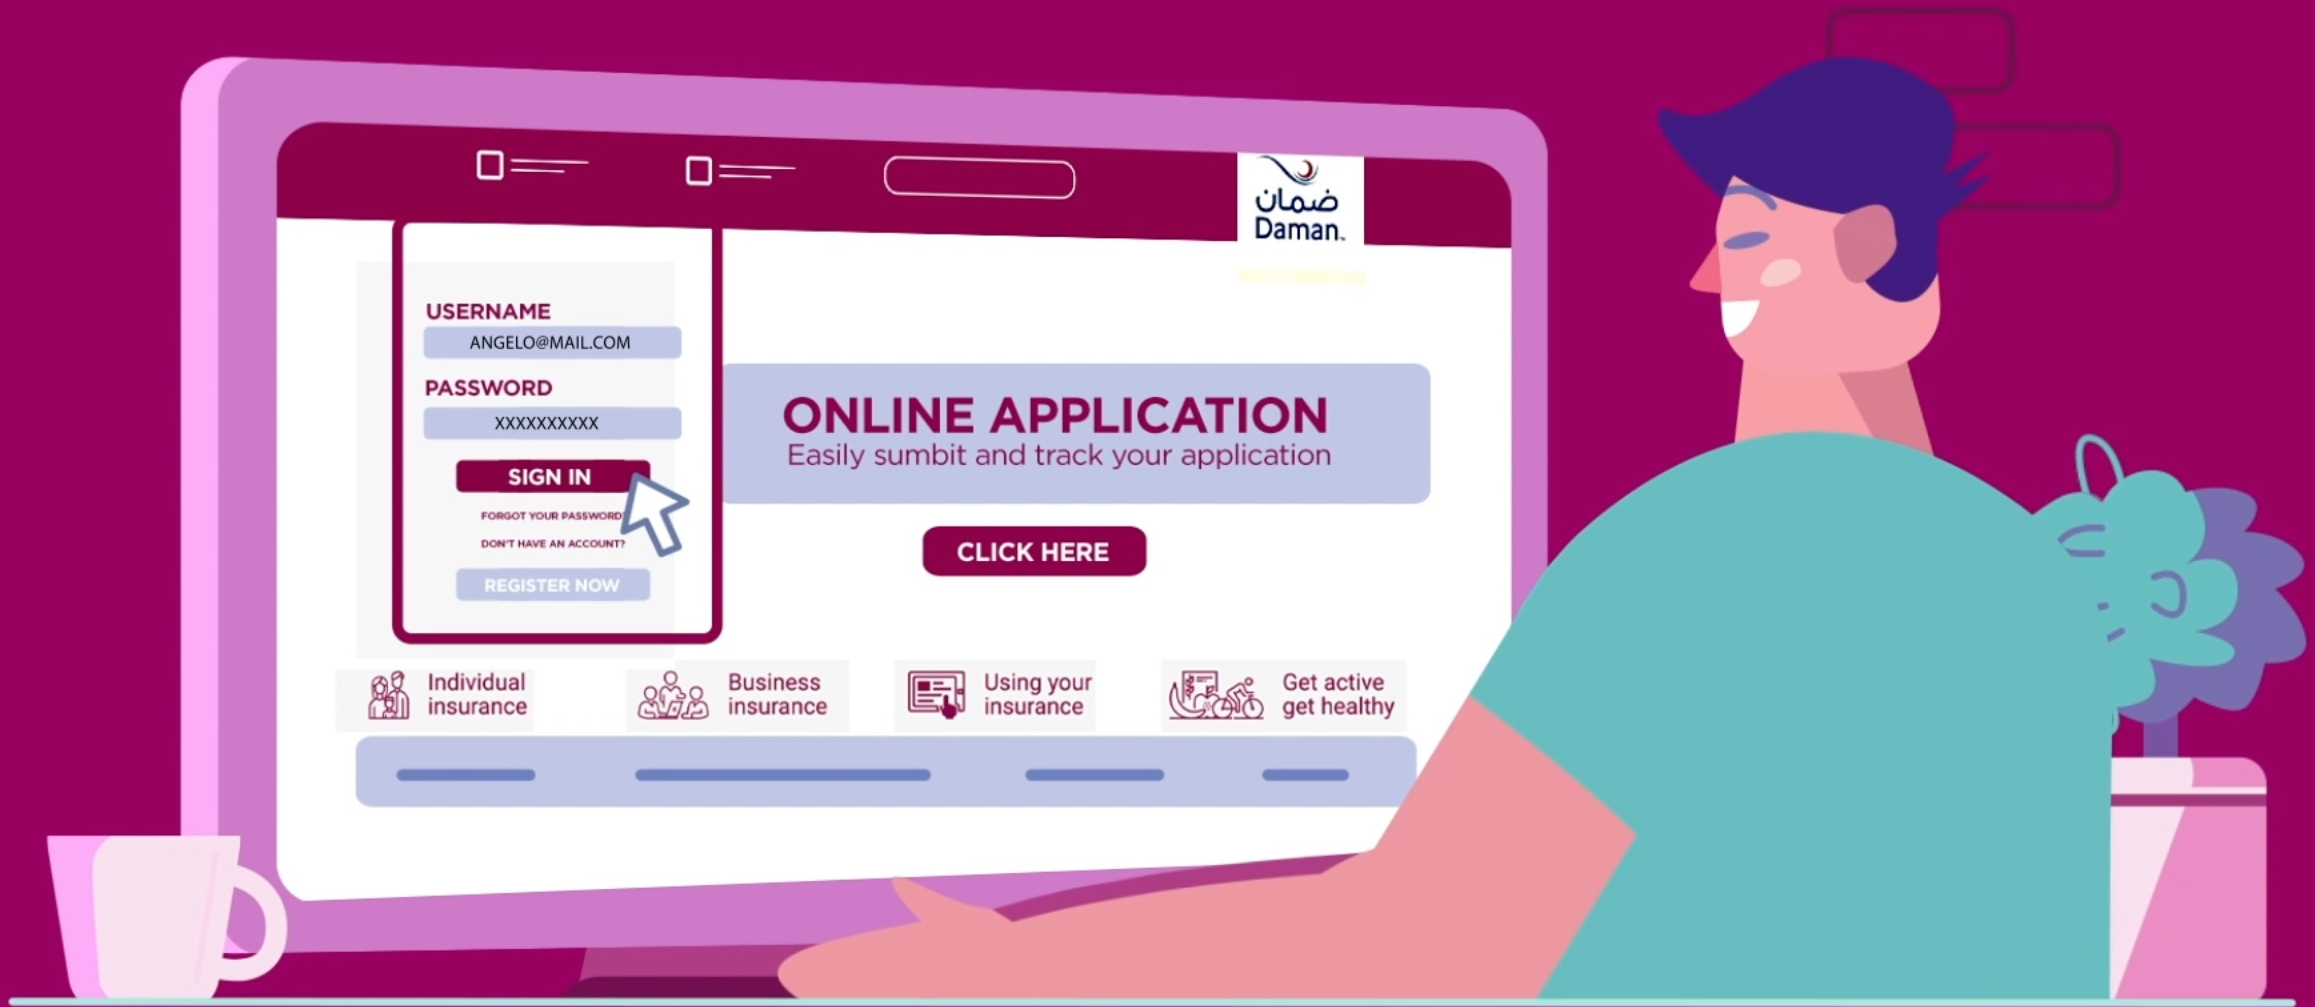 ضمان
Daman
USERNAME
ANGELO@MAIL.COM
PASSWORD
XXXXXXXXXX
SIGN IN
FORGOT YOUR PASSWORD?
DON'T HAVE AN ACCOUNT?
REGISTER NOW
ONLINE APPLICATION
Easily sumbit and track your application
CLICK HERE
Individual
insurance
Business
insurance
Using your
insurance
Get active
get healthy